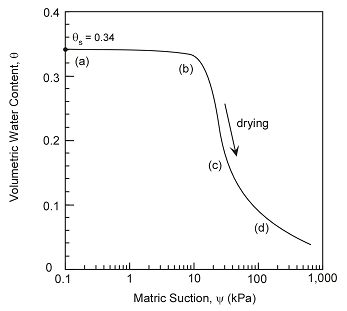 0.4
θs = 0.34
(a)
(b)
0.3
Volumetric Water Content, θ
drying
0.2
(c)
0.1
(d)
0
0.1 1 10 100 1,000
Matric Suction, ψ (kPa)